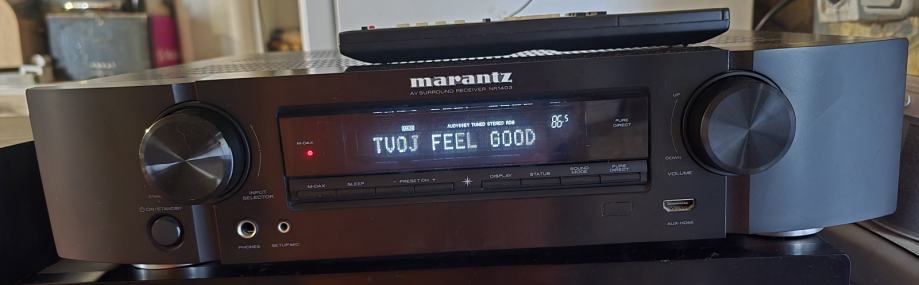 marantz
AV SURROUND RECEIVER NR1403
AUDYSSEY TUNED STEREO RDS
86.5
TVOJ FEEL GOOD
M-DAX
PURE
DIRECT
UP
DOWN
VOLUME
INPUT
SELECTOR
ON/STANDBY
M-DAX
SLEEP
- PRESET CH +
DISPLAY
STATUS
SOUND
MODE
PURE
DIRECT
PHONES
SETUP MIC
AUX-HDMI